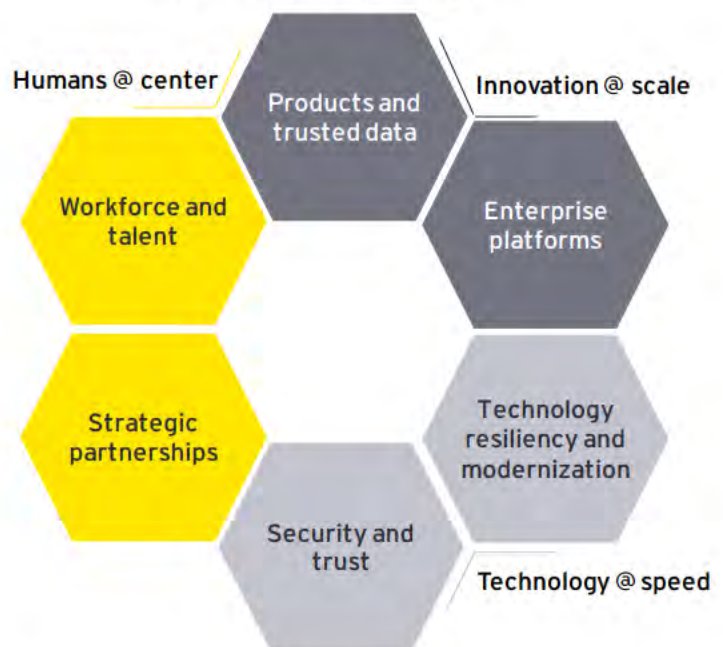 Humans @ center
Products and
trusted data
Innovation @ scale
Workforce and
talent
Enterprise
platforms
Strategic
partnerships
Technology
resiliency and
modernization
Security and
trust
Technology @ speed